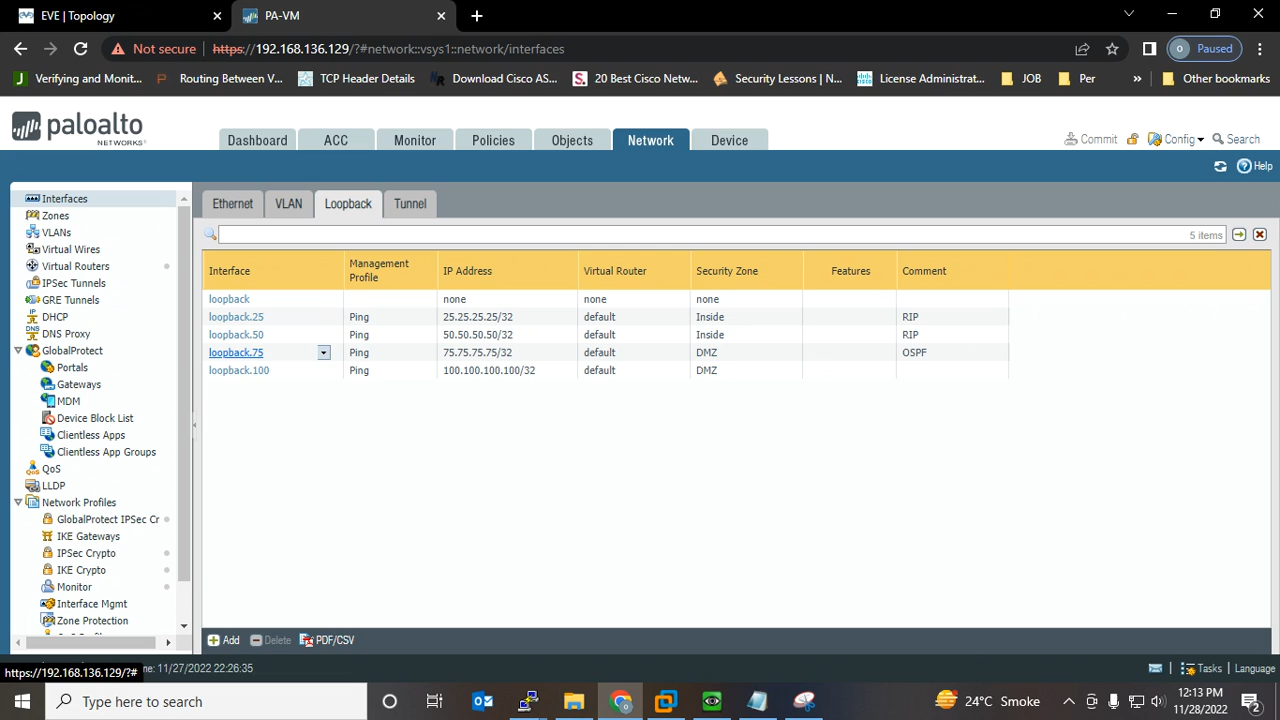 EVE | Topology
PA-VM
Not secure
https://192.168.136.129/?#network::vsys1::network/interfaces
Paused
Verifying and Monit...
Routing Between V...
TCP Header Details
Download Cisco AS...
20 Best Cisco Netw...
Security Lessons | N...
License Administrat...
JOB
Per
»
Other bookmarks
paloalto
NETWORKS
Dashboard
ACC
Monitor
Policies
Objects
Network
Device
Commit
Config
Search
Help
Interfaces
Zones
VLANs
Virtual Wires
Virtual Routers
IPSec Tunnels
GRE Tunnels
DHCP
DNS Proxy
GlobalProtect
Portals
Gateways
MDM
Device Block List
Clientless Apps
Clientless App Groups
QoS
LLDP
Network Profiles
GlobalProtect IPSec Cr
IKE Gateways
IPSec Crypto
IKE Crypto
Monitor
Interface Mgmt
Zone Protection
Ethernet
VLAN
Loopback
Tunnel
5 items
Interface Management Profile IP Address Virtual Router Security Zone Features Comment
loopback none none none
loopback.25 Ping 25.25.25.25/32 default Inside RIP
loopback.50 Ping 50.50.50.50/32 default Inside RIP
loopback.75 Ping 75.75.75.75/32 default DMZ OSPF
loopback.100 Ping 100.100.100.100/32 default DMZ
Add
Delete
PDF/CSV
https://192.168.136.129/?#
me: 11/27/2022 22:26:35
Tasks
Language
Type here to search
24°C Smoke
12:13 PM
11/28/2022
2